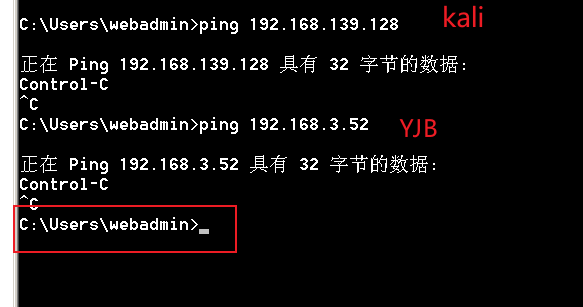 C:\Users\webadmin>ping 192.168.139.128 kali
正在 Ping 192.168.139.128 具有 32 字节的数据:
Control-C
^C
C:\Users\webadmin>ping 192.168.3.52 YJB
正在 Ping 192.168.3.52 具有 32 字节的数据:
Control-C
^C
C:\Users\webadmin>_